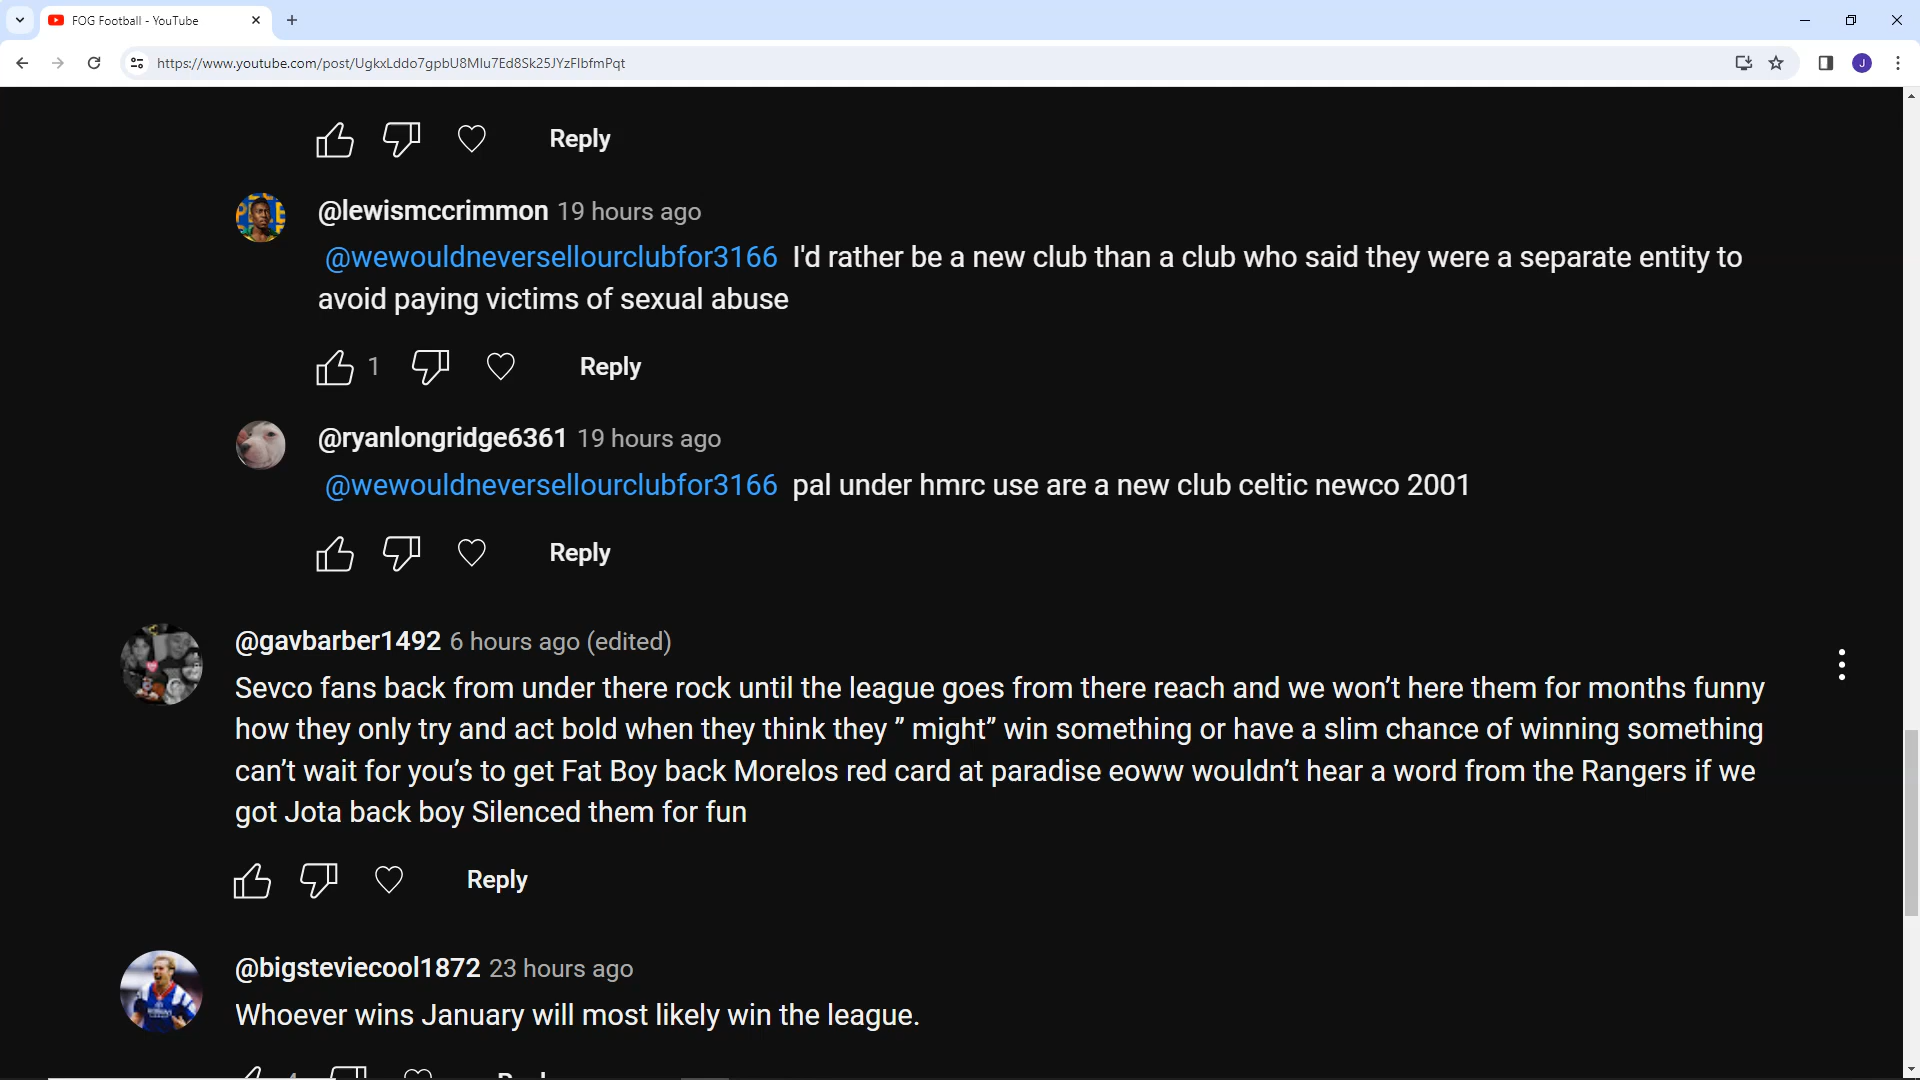 FOG Football - YouTube
https://www.youtube.com/post/UgkxLddo7gpbU8MIu7Ed8Sk25JYzFlbfmPqt
J
Reply
@lewismccrimmon 19 hours ago
@wewouldneversellourclubfor3166 I'd rather be a new club than a club who said they were a separate entity to
avoid paying victims of sexual abuse
1
Reply
@ryanlongridge6361 19 hours ago
@wewouldneversellourclubfor3166 pal under hmrc use are a new club celtic newco 2001
Reply
@gavbarber1492 6 hours ago (edited)
Sevco fans back from under there rock until the league goes from there reach and we won’t here them for months funny
how they only try and act bold when they think they ” might” win something or have a slim chance of winning something
can’t wait for you’s to get Fat Boy back Morelos red card at paradise eoww wouldn’t hear a word from the Rangers if we
got Jota back boy Silenced them for fun
Reply
@bigsteviecool1872 23 hours ago
Whoever wins January will most likely win the league.